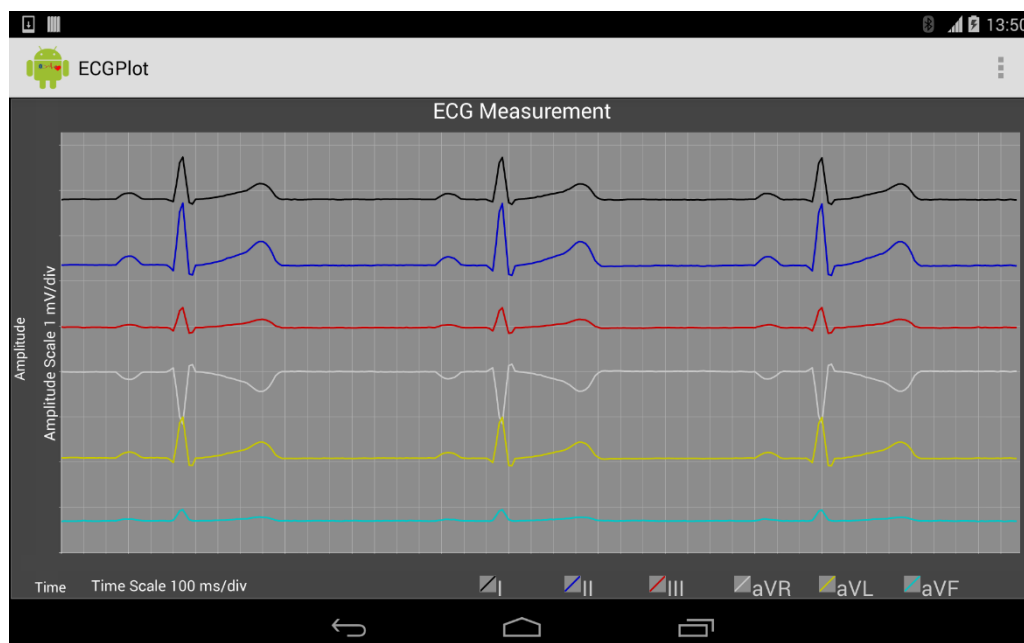 13:50
ECGPlot
ECG Measurement
Amplitude
Amplitude Scale 1 mV/div
Time
Time Scale 100 ms/div
I
II
III
aVR
aVL
aVF